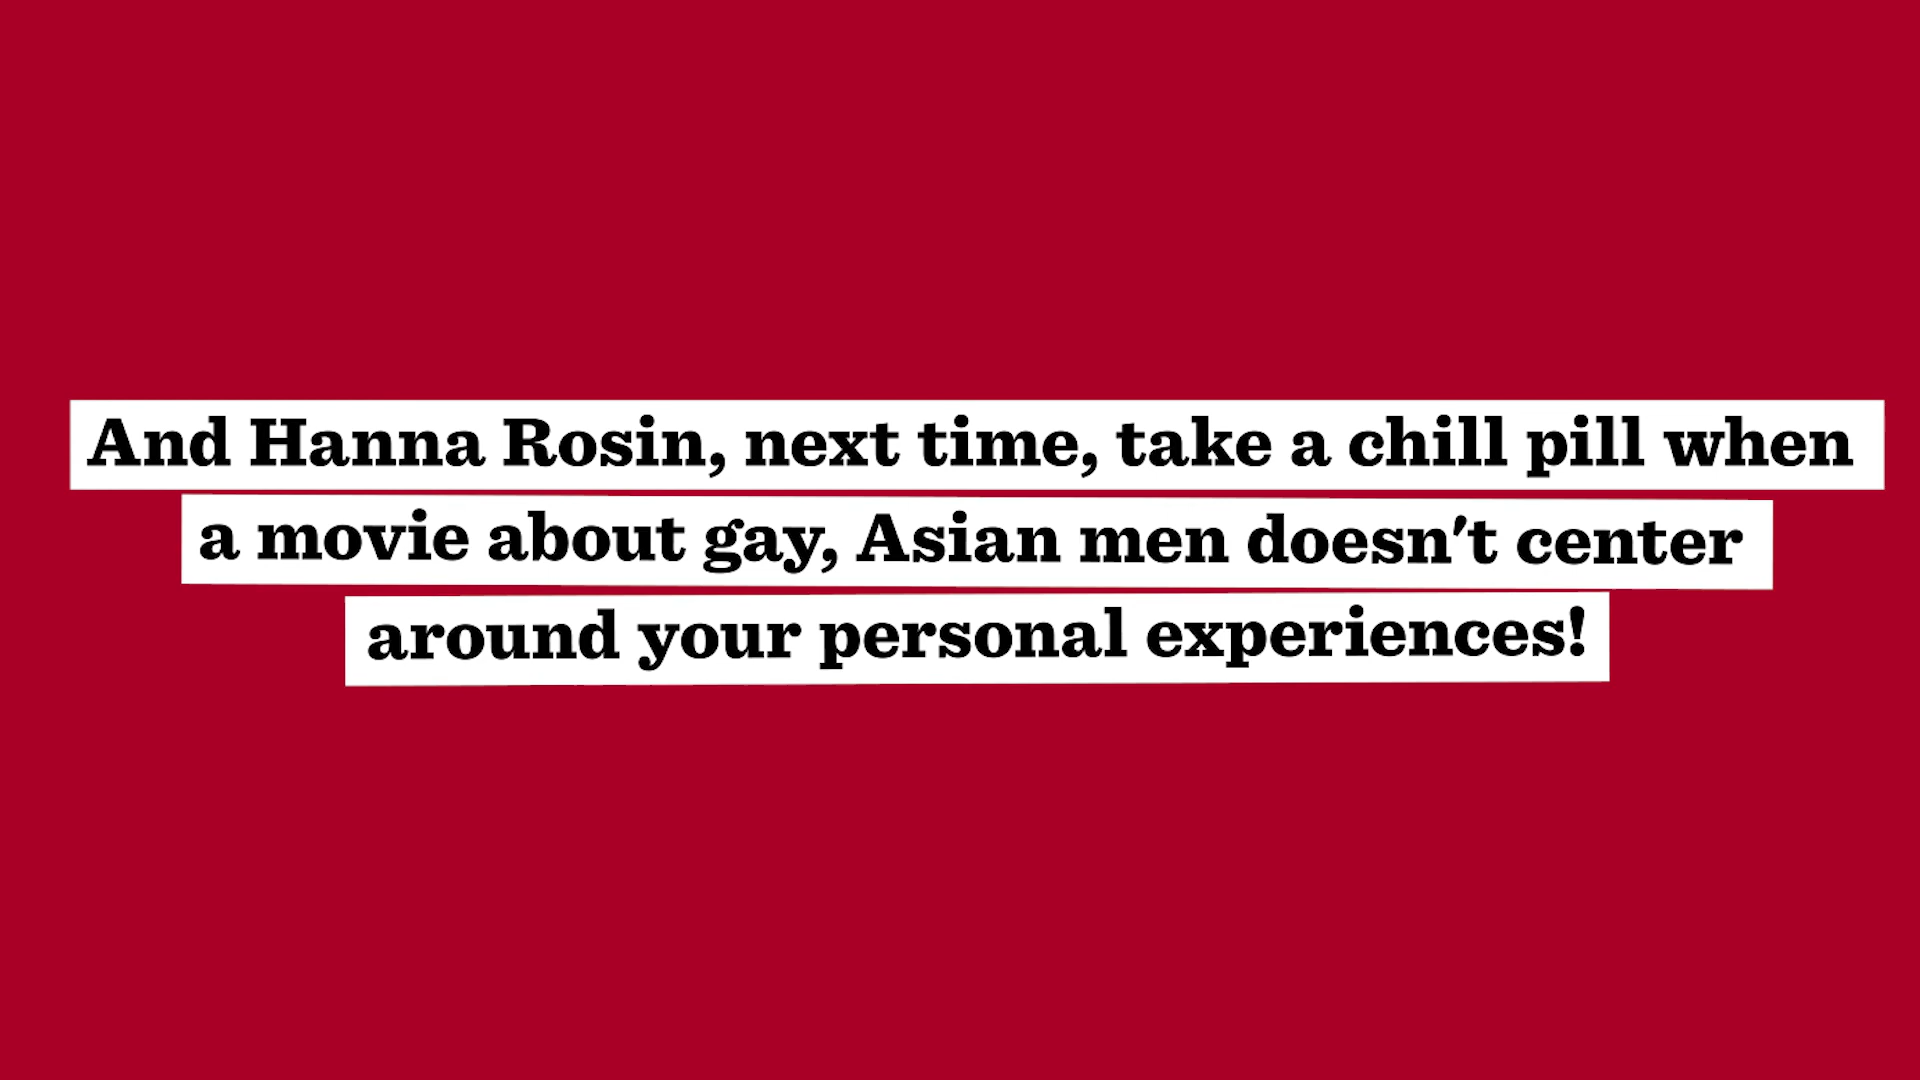 And Hanna Rosin, next time, take a chill pill when
a movie about gay, Asian men doesn't center
around your personal experiences!